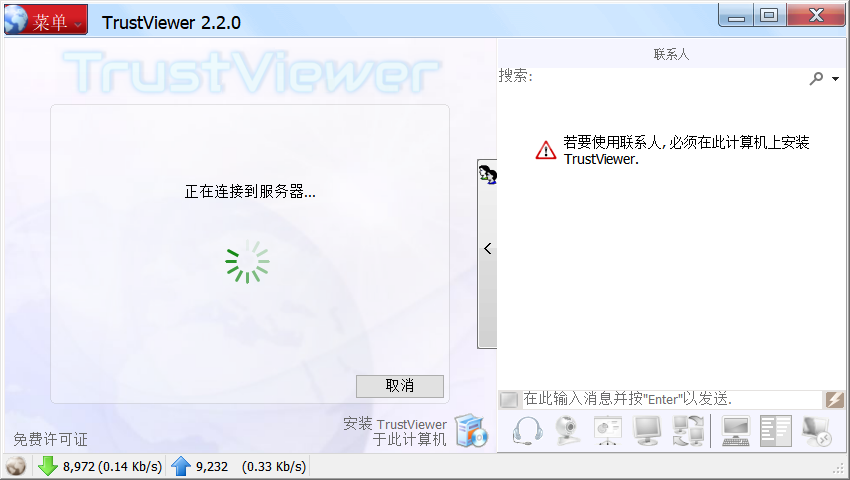 菜单
TrustViewer 2.2.0
TrustViewer
联系人
搜索:
若要使用联系人, 必须在此计算机上安装
TrustViewer.
正在连接到服务器...
取消
在此输入消息并按"Enter"以发送.
安装 TrustViewer
于此计算机
免费许可证
8,972 (0.14 Kb/s)
9,232 (0.33 Kb/s)